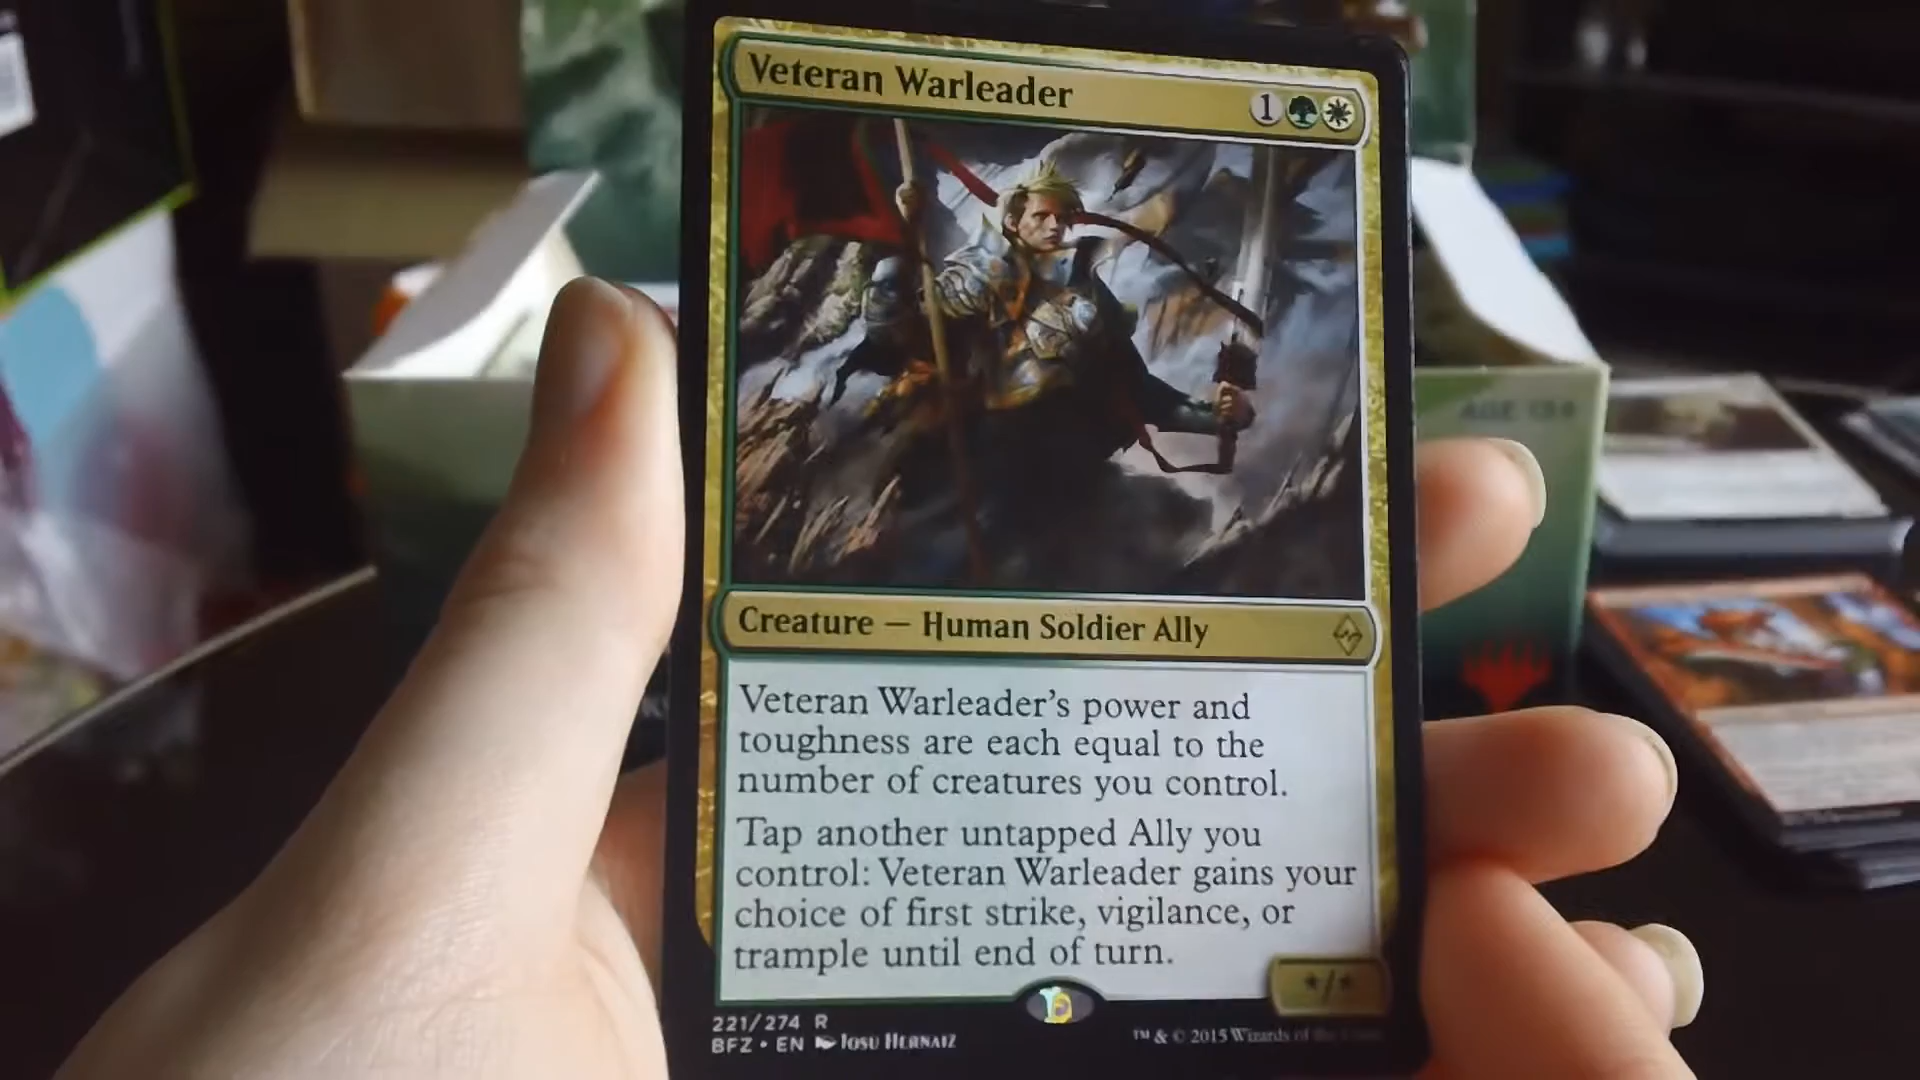 Veteran Warleader
1
Creature — Human Soldier Ally
Veteran Warleader's power and
toughness are each equal to the
number of creatures you control.
Tap another untapped Ally you
control: Veteran Warleader gains your
choice of first strike, vigilance, or
trample until end of turn.
*/*
221/274 R
BFZ • EN Iosu Hernaiz
™ & © 2015 Wizards of the